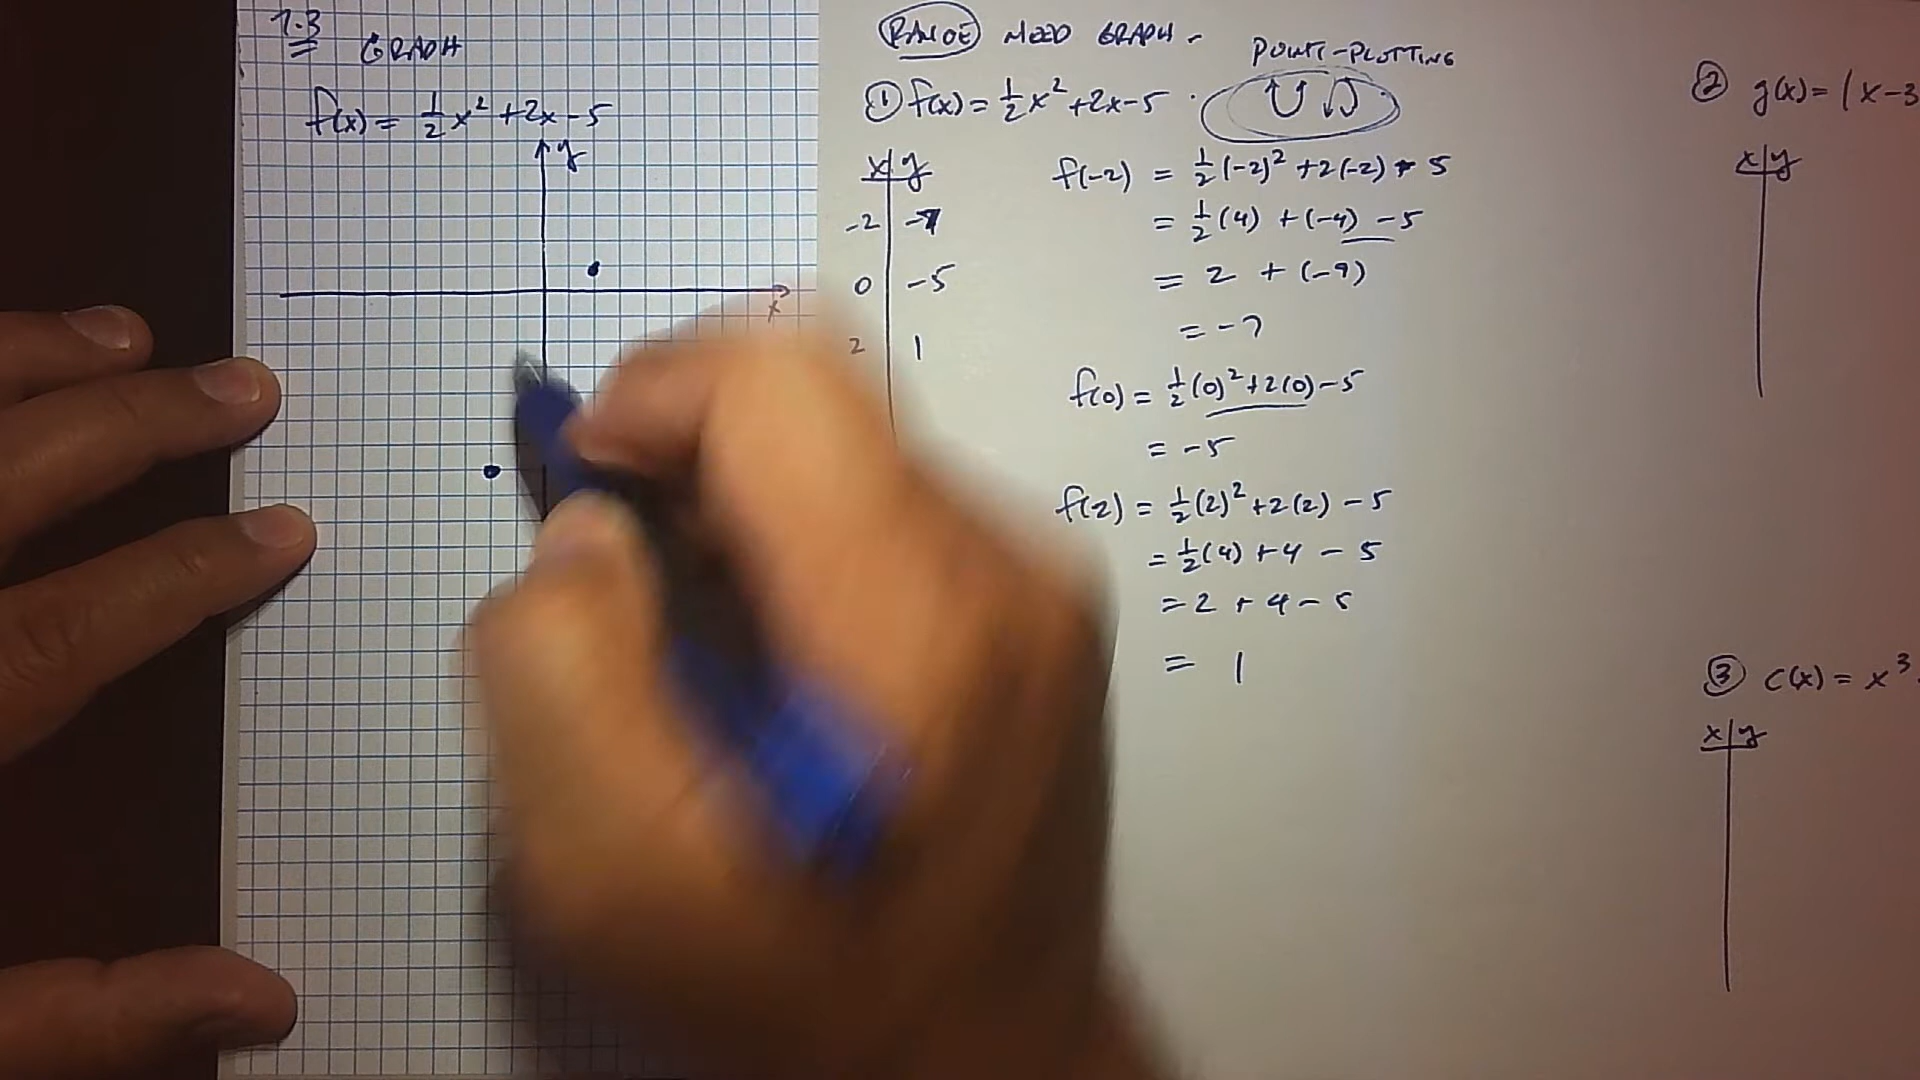 1.3 GRAPH
f(x) = 1/2 x² + 2x - 5
y
x
RANGE NEED GRAPH -
POINT-PLOTTING
① f(x) = 1/2 x² + 2x - 5
x | y
-2 | -7
0 | -5
2 | 1
f(-2) = 1/2 (-2)² + 2(-2) - 5
= 1/2 (4) + (-4) - 5
= 2 + (-9)
= -7
f(0) = 1/2 (0)² + 2(0) - 5
= -5
f(2) = 1/2 (2)² + 2(2) - 5
= 1/2 (4) + 4 - 5
= 2 + 4 - 5
= 1
② g(x) = (x-3
x | y
③ c(x) = x³
x | y